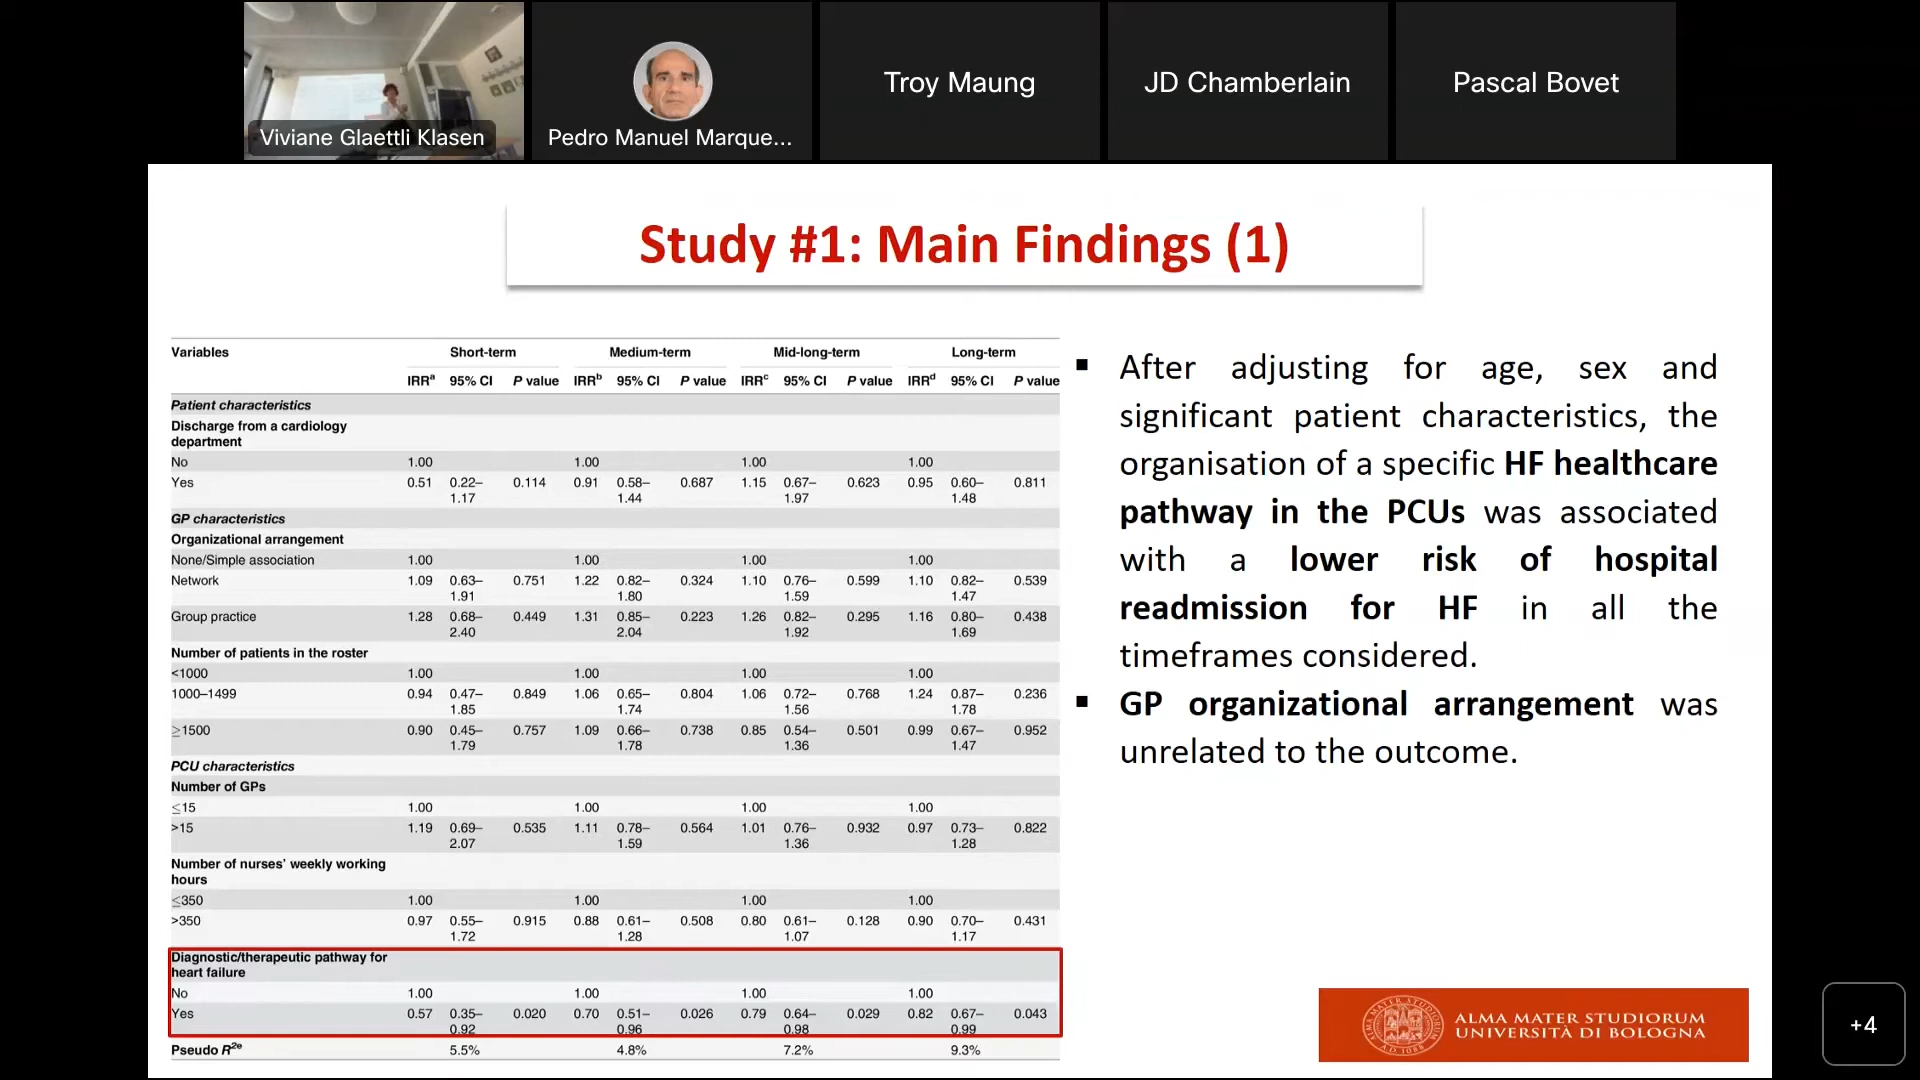 Viviane Glaettli Klasen
Pedro Manuel Marque...
Troy Maung
JD Chamberlain
Pascal Bovet
Study #1: Main Findings (1)
Variables Short-term Medium-term Mid-long-term Long-term
IRRa 95% CI P value IRRb 95% CI P value IRRc 95% CI P value IRRd 95% CI P value
Patient characteristics
Discharge from a cardiology
department
No 1.00 1.00 1.00 1.00
Yes 0.51 0.22– 0.114 0.91 0.58– 0.687 1.15 0.67– 0.623 0.95 0.60– 0.811
1.17 1.44 1.97 1.48
GP characteristics
Organizational arrangement
None/Simple association 1.00 1.00 1.00 1.00
Network 1.09 0.63– 0.751 1.22 0.82– 0.324 1.10 0.76– 0.599 1.10 0.82– 0.539
1.91 1.80 1.59 1.47
Group practice 1.28 0.68– 0.449 1.31 0.85– 0.223 1.26 0.82– 0.295 1.16 0.80– 0.438
2.40 2.04 1.92 1.69
Number of patients in the roster
<1000 1.00 1.00 1.00 1.00
1000–1499 0.94 0.47– 0.849 1.06 0.65– 0.804 1.06 0.72– 0.768 1.24 0.87– 0.236
1.85 1.74 1.56 1.78
≥1500 0.90 0.45– 0.757 1.09 0.66– 0.738 0.85 0.54– 0.501 0.99 0.67– 0.952
1.79 1.78 1.36 1.47
PCU characteristics
Number of GPs
≤15 1.00 1.00 1.00 1.00
>15 1.19 0.69– 0.535 1.11 0.78– 0.564 1.01 0.76– 0.932 0.97 0.73– 0.822
2.07 1.59 1.36 1.28
Number of nurses' weekly working
hours
≤350 1.00 1.00 1.00 1.00
>350 0.97 0.55– 0.915 0.88 0.61– 0.508 0.80 0.61– 0.128 0.90 0.70– 0.431
1.72 1.28 1.07 1.17
Diagnostic/therapeutic pathway for
heart failure
No 1.00 1.00 1.00 1.00
Yes 0.57 0.35– 0.020 0.70 0.51– 0.026 0.79 0.64– 0.029 0.82 0.67– 0.043
0.92 0.96 0.98 0.99
Pseudo R2e 5.5% 4.8% 7.2% 9.3%
▪ After adjusting for age, sex and
significant patient characteristics, the
organisation of a specific HF healthcare
pathway in the PCUs was associated
with a lower risk of hospital
readmission for HF in all the
timeframes considered.
▪ GP organizational arrangement was
unrelated to the outcome.
ALMA MATER STUDIORUM
UNIVERSITÀ DI BOLOGNA
+4